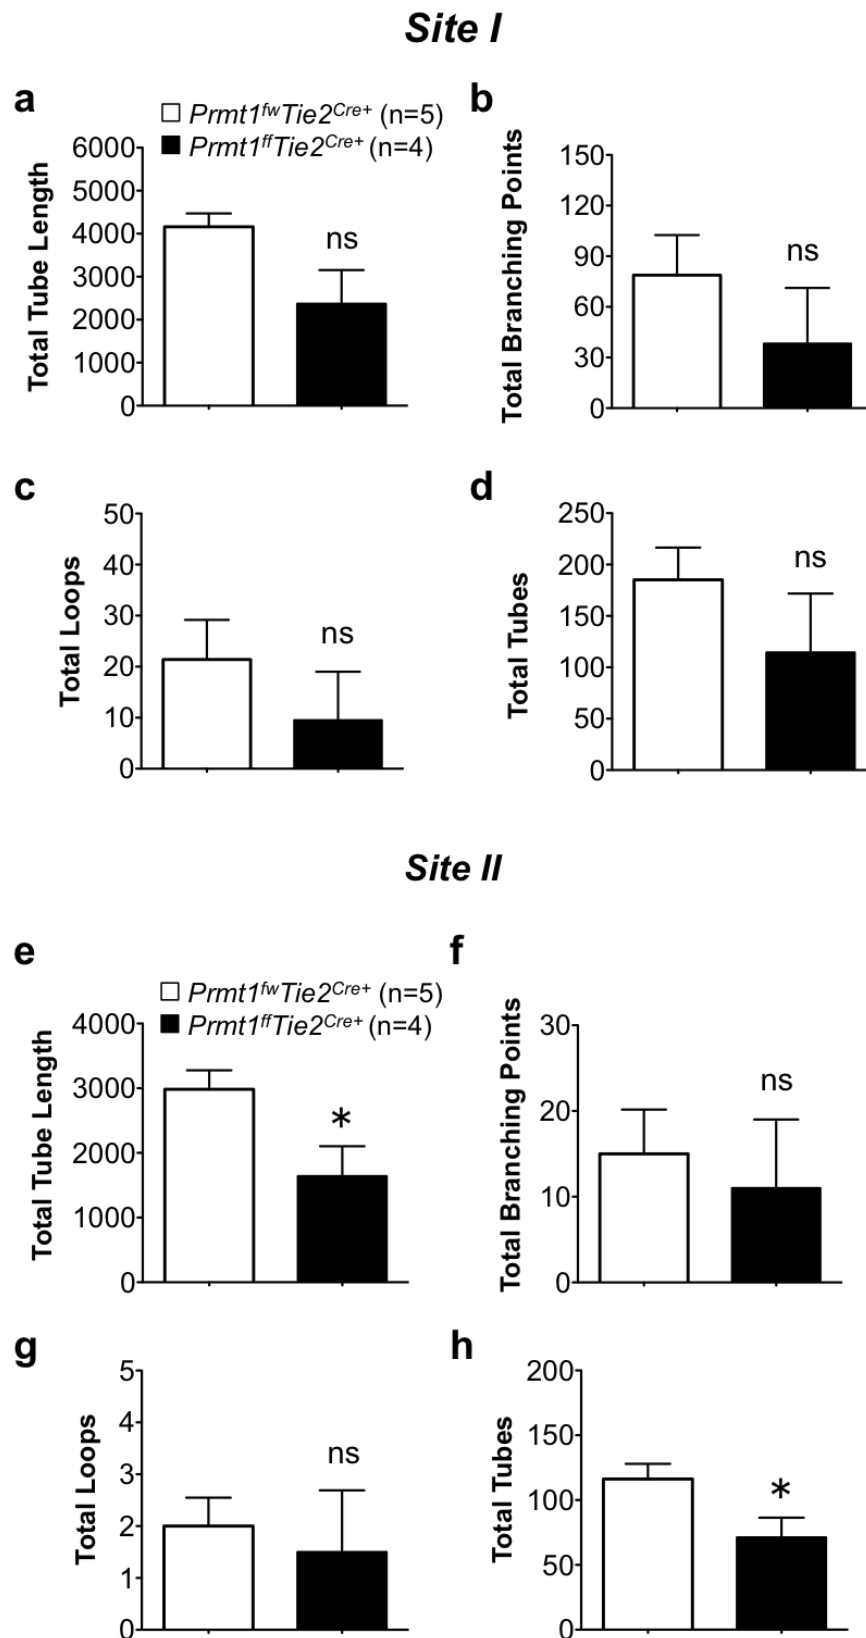 Site I
a
Prmt1fwTie2Cre+ (n=5)
Prmt1ffTie2Cre+ (n=4)
Total Tube Length
6000
5000
4000
3000
2000
1000
0
ns
b
Total Branching Points
150
120
90
60
30
0
ns
c
Total Loops
50
40
30
20
10
0
ns
d
Total Tubes
250
200
150
100
50
0
ns
Site II
e
Prmt1fwTie2Cre+ (n=5)
Prmt1ffTie2Cre+ (n=4)
Total Tube Length
4000
3000
2000
1000
0
*
f
Total Branching Points
30
20
10
0
ns
g
Total Loops
5
4
3
2
1
0
ns
h
Total Tubes
200
150
100
50
0
*